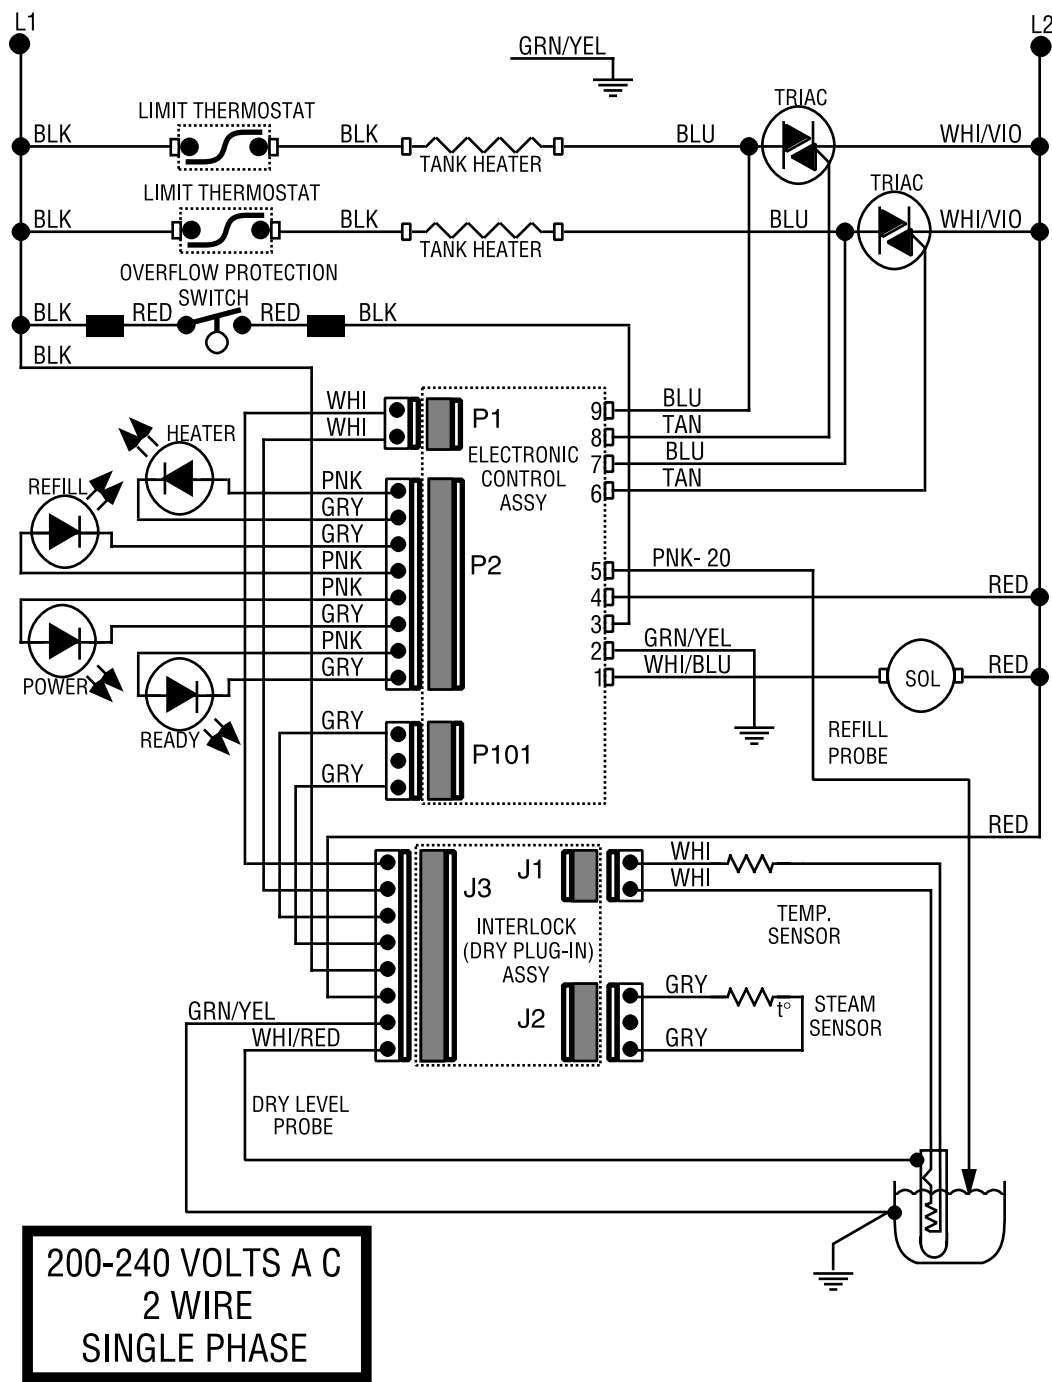 L1
L2
GRN/YEL
TRIAC
LIMIT THERMOSTAT
BLK
BLK
TANK HEATER
BLU
WHI/VIO
LIMIT THERMOSTAT
TRIAC
BLK
BLK
TANK HEATER
BLU
WHI/VIO
OVERFLOW PROTECTION
SWITCH
BLK
RED
RED
BLK
BLK
WHI
WHI
P1
9
BLU
8
TAN
7
BLU
6
TAN
HEATER
ELECTRONIC
CONTROL
ASSY
REFILL
PNK
GRY
GRY
PNK
PNK
GRY
PNK
GRY
P2
5
PNK- 20
4
RED
3
2
GRN/YEL
1
WHI/BLU
SOL
RED
POWER
READY
GRY
GRY
P101
REFILL
PROBE
RED
J3
J1
WHI
WHI
TEMP.
SENSOR
INTERLOCK
(DRY PLUG-IN)
ASSY
J2
GRY
t°
GRY
STEAM
SENSOR
GRN/YEL
WHI/RED
DRY LEVEL
PROBE
200-240 VOLTS A C
2 WIRE
SINGLE PHASE